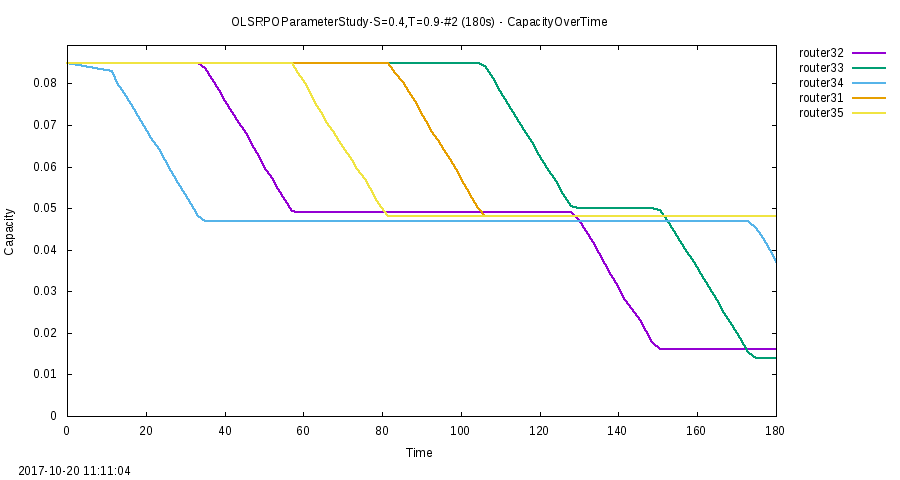 OLSRPOParameterStudy-S=0.4,T=0.9-#2 (180s) - CapacityOverTime
router32
router33
router34
router31
router35
0.08
0.07
0.06
0.05
0.04
0.03
0.02
0.01
0
Capacity
0 20 40 60 80 100 120 140 160 180
Time
2017-10-20 11:11:04